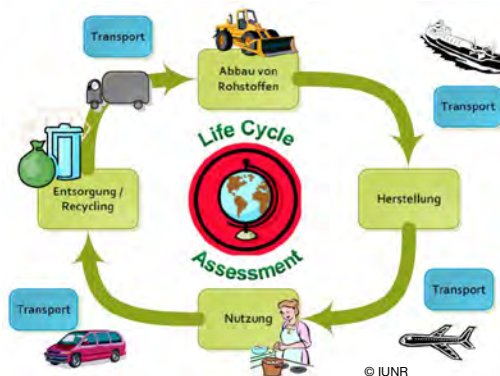 Transport
Abbau von
Rohstoffen
Transport
Life Cycle
Assessment
Entsorgung /
Recycling
Herstellung
Transport
Nutzung
Transport
© IUNR